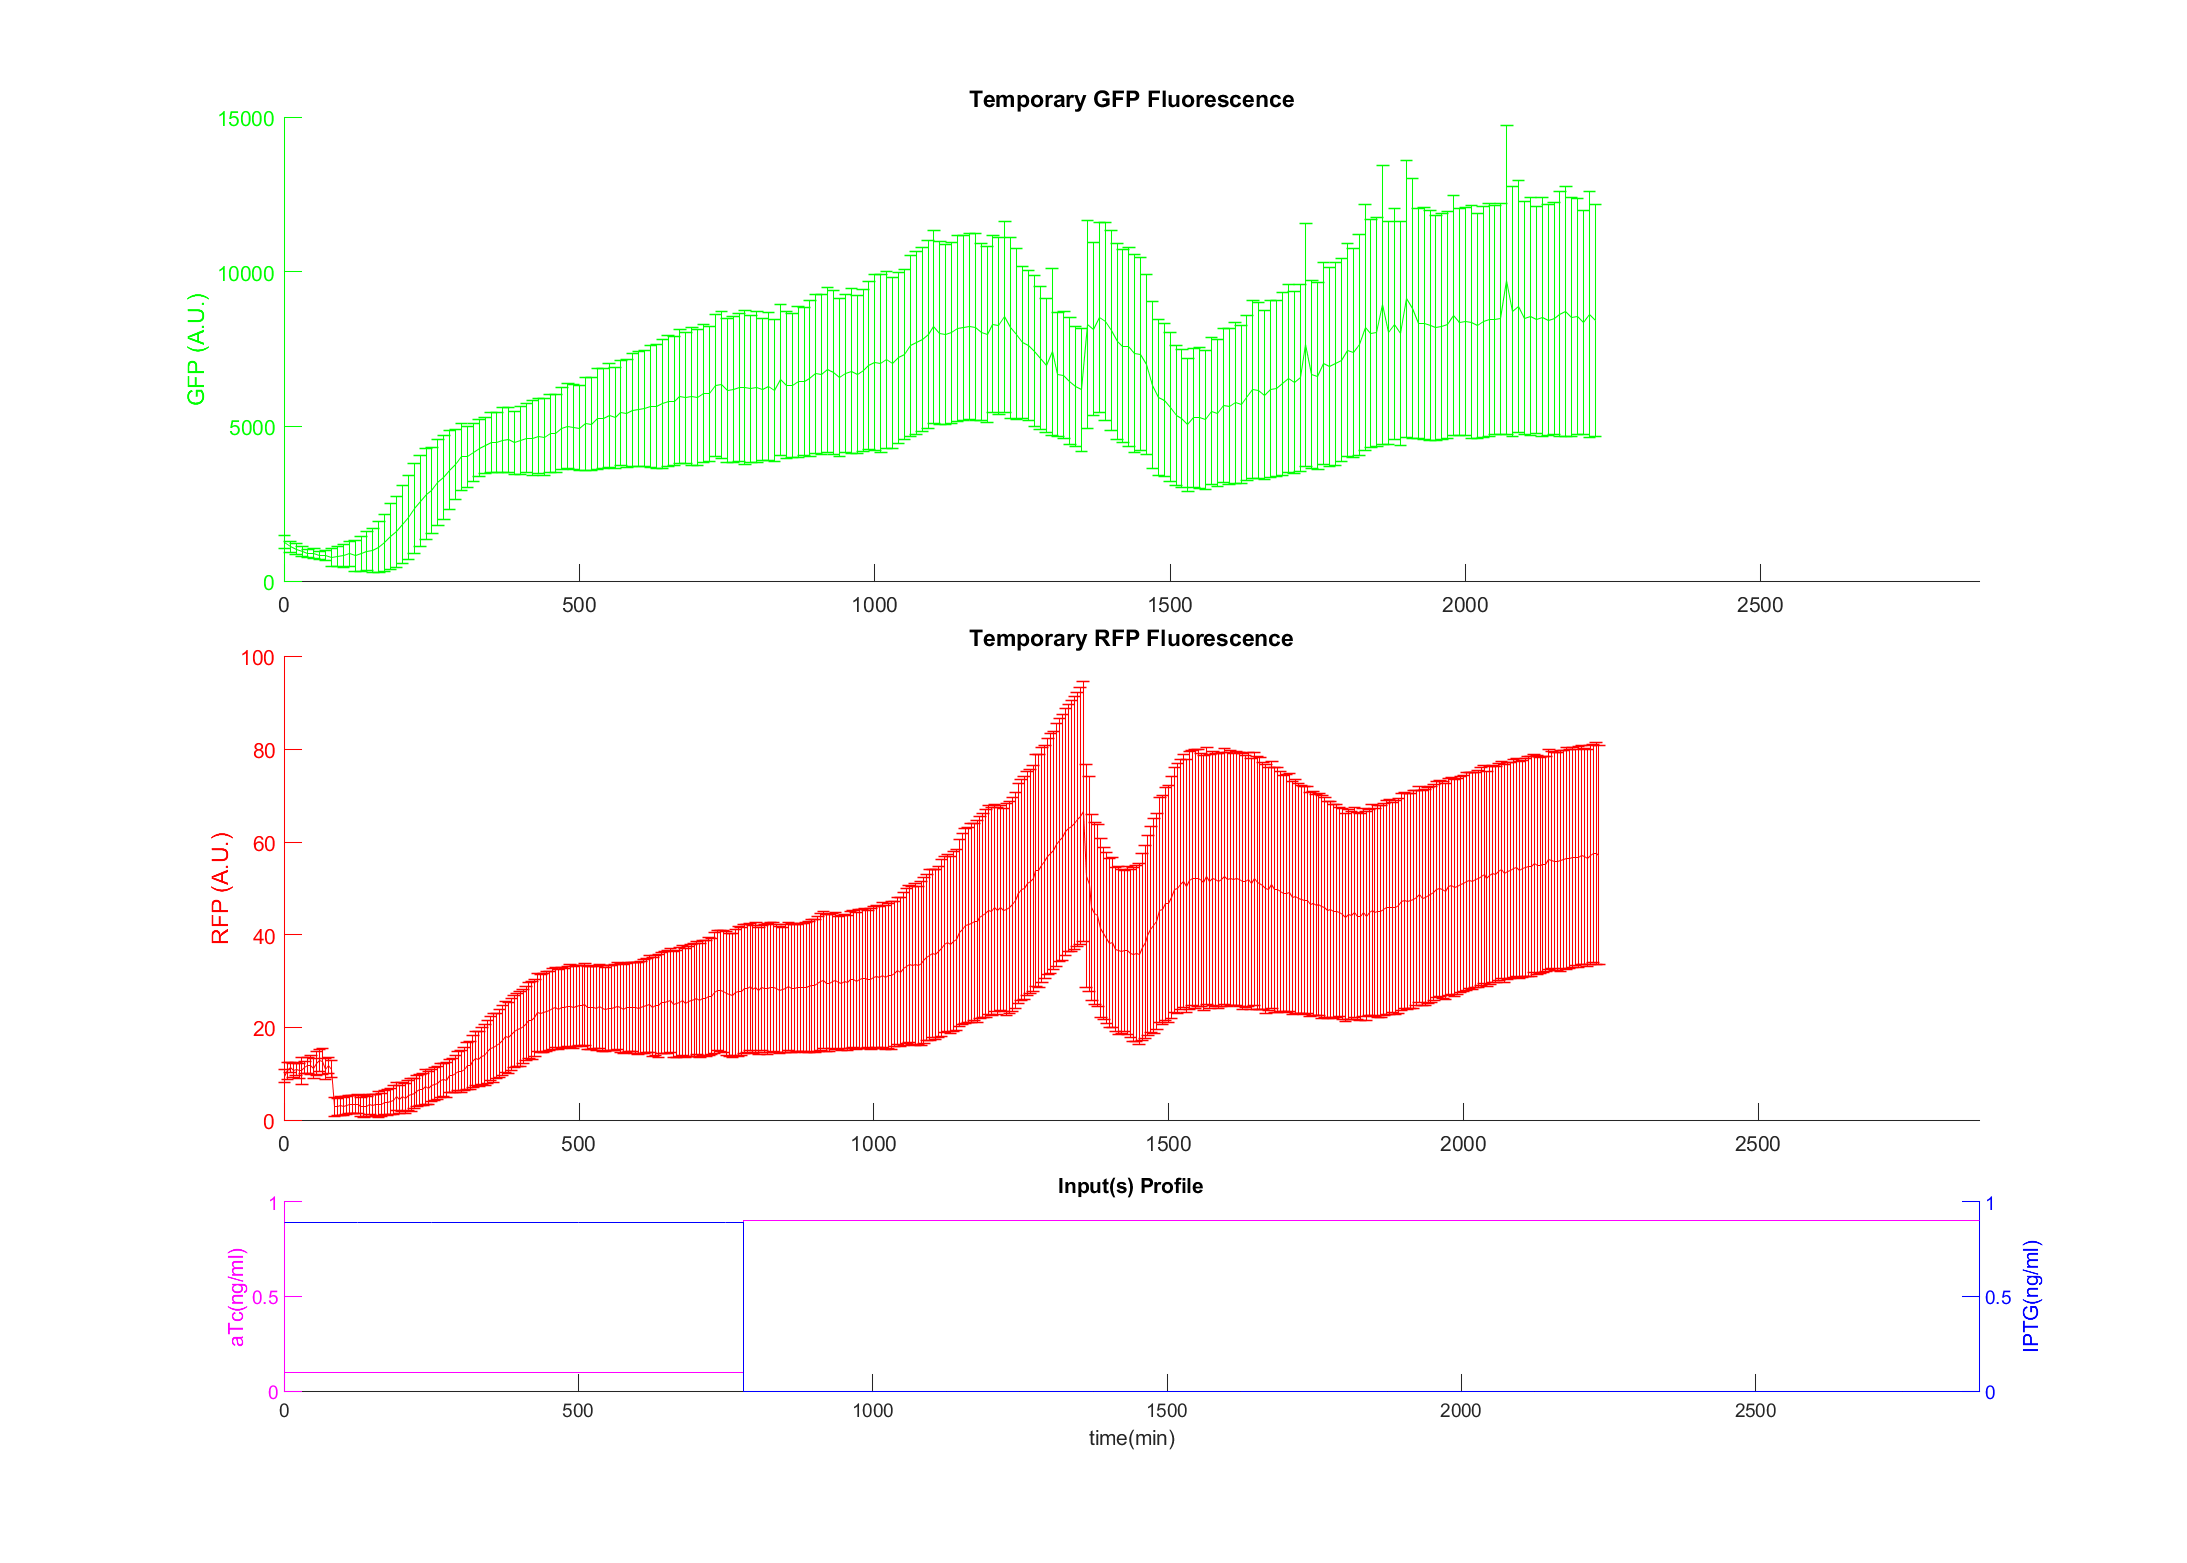 Temporary GFP Fluorescence
15000
10000
5000
0
GFP (A.U.)
0 500 1000 1500 2000 2500
Temporary RFP Fluorescence
100
80
60
40
20
0
RFP (A.U.)
0 500 1000 1500 2000 2500
Input(s) Profile
1
0.5
0
aTc(ng/ml)
1
0.5
0
IPTG(ng/ml)
0 500 1000 1500 2000 2500
time(min)